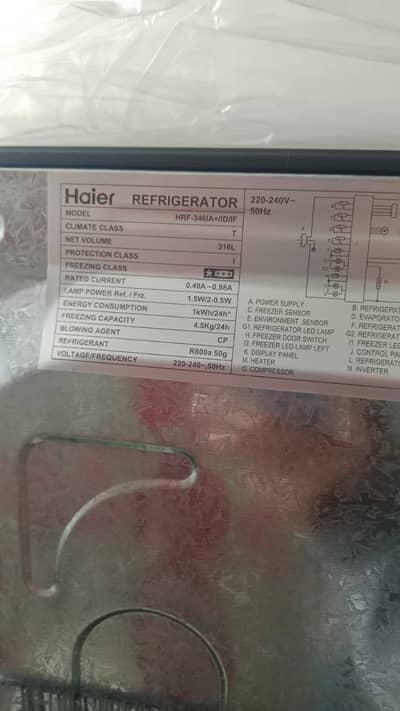 Haier REFRIGERATOR
MODEL HRF-346IA+/ID/IF
CLIMATE CLASS T
NET VOLUME 316L
PROTECTION CLASS I
FREEZING CLASS
RATED CURRENT 0.40A~0.98A
LAMP POWER Ref. / Frz. 1.5W/2-0.5W
ENERGY CONSUMPTION 1kWh/24h*
FREEZING CAPACITY 4.5Kg/24h
BLOWING AGENT CP
REFRIGERANT R600a 50g
VOLTAGE/FREQUENCY 220-240~,50Hz
220-240V~
50Hz
A. POWER SUPPLY
C. FREEZER SENSOR
E. ENVIRONMENT SENSOR
G1. REFRIGERATOR LED LAMP
H. FREEZER DOOR SWITCH
I2. FREEZER LED LAMP LEFT
K. DISPLAY PANEL
M. HEATER
O. COMPRESSOR
B. REFRIGERAT
D. EVAPORATO
F. REFRIGERAT
G2. REFRIGERAT
I1. FREEZER LED
J. CONTROL PAN
L. REFRIGERATO
N. INVERTER